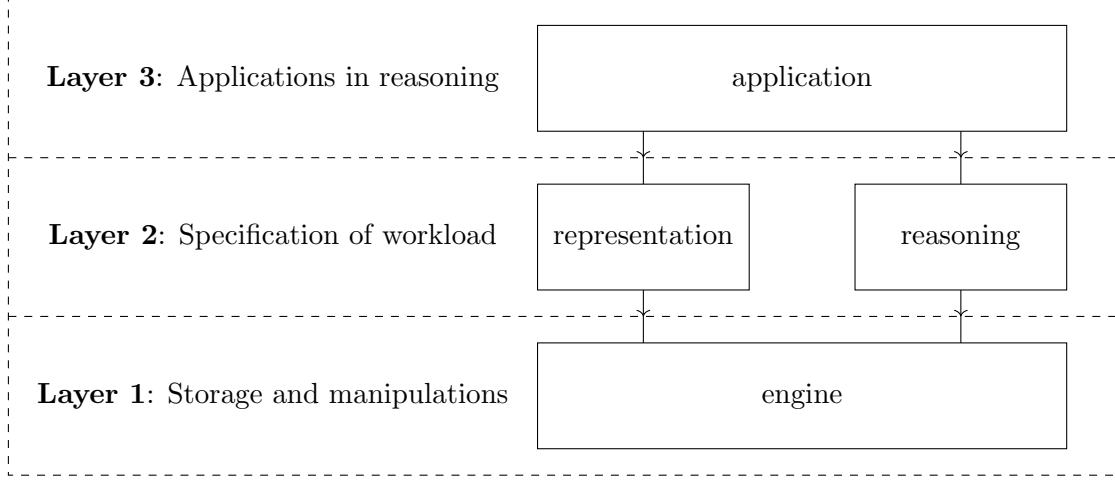 Layer 3: Applications in reasoning
application
Layer 2: Specification of workload
representation
reasoning
Layer 1: Storage and manipulations
engine